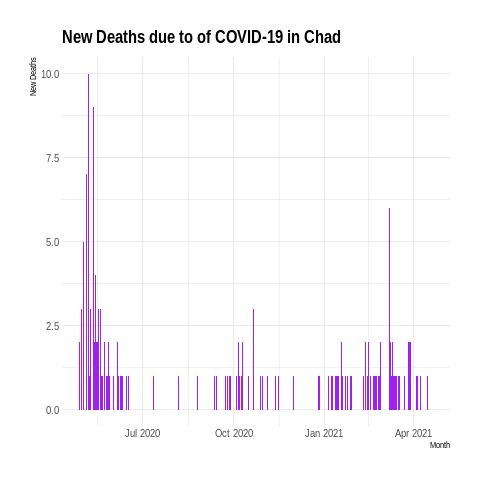 New Deaths due to of COVID-19 in Chad
New Deaths
10.0
7.5
5.0
2.5
0.0
Jul 2020 Oct 2020 Jan 2021 Apr 2021
Month